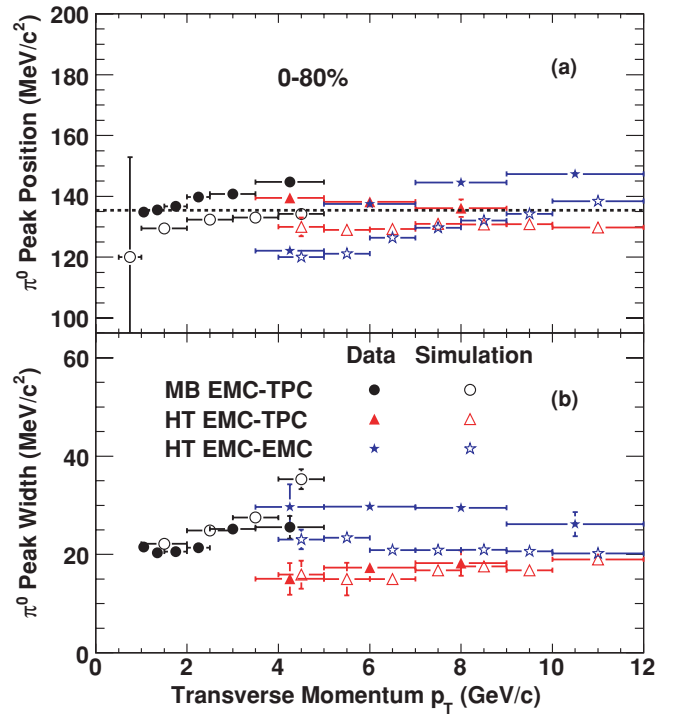 200
180
160
140
120
100
π⁰ Peak Position (MeV/c²)
(a)
0-80%
60
40
20
0
π⁰ Peak Width (MeV/c²)
Data Simulation
MB EMC-TPC
HT EMC-TPC
HT EMC-EMC
(b)
0 2 4 6 8 10 12
Transverse Momentum p_T (GeV/c)